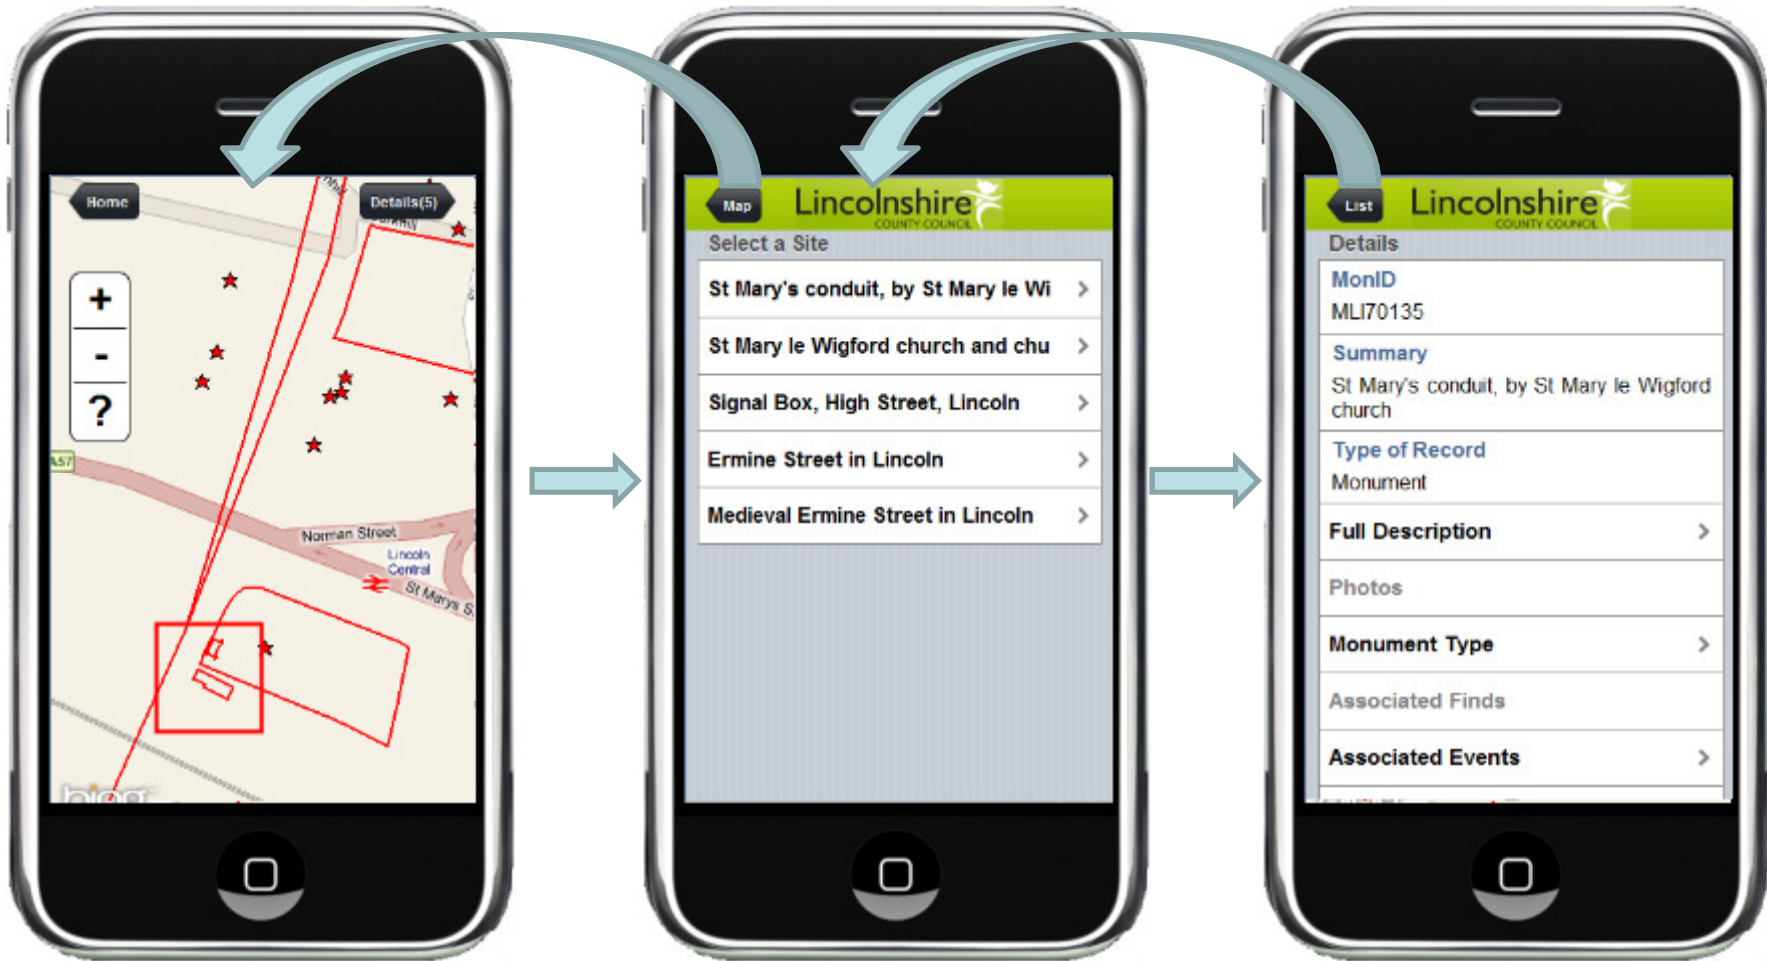 Home
Details(5)
+
-
?
A57
Norman Street
Lincoln
Central
St Marys S
bing
Map
Lincolnshire
COUNTY COUNCIL
Select a Site
St Mary's conduit, by St Mary le Wi
St Mary le Wigford church and chu
Signal Box, High Street, Lincoln
Ermine Street in Lincoln
Medieval Ermine Street in Lincoln
List
Lincolnshire
COUNTY COUNCIL
Details
MonID
MLI70135
Summary
St Mary's conduit, by St Mary le Wigford
church
Type of Record
Monument
Full Description
Photos
Monument Type
Associated Finds
Associated Events